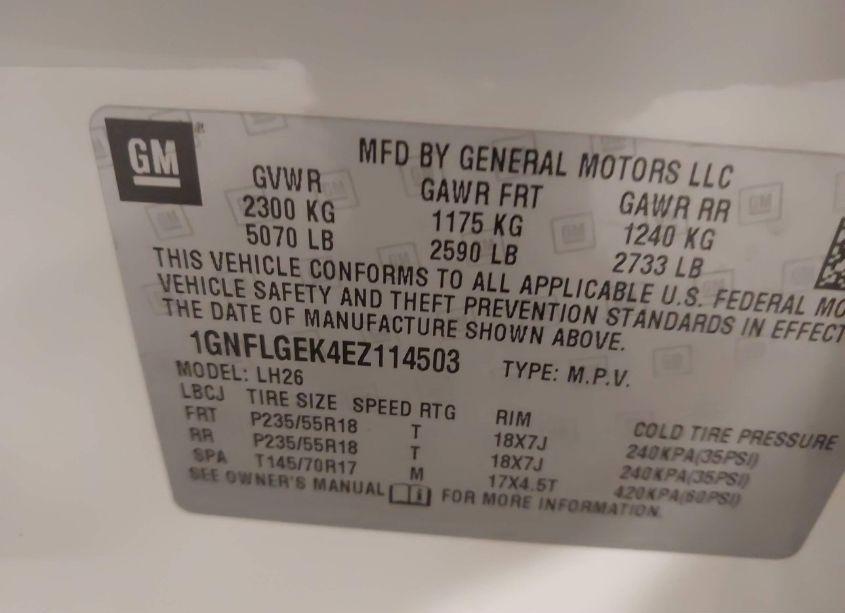 GM
MFD BY GENERAL MOTORS LLC
GVWR GAWR FRT GAWR RR
2300 KG 1175 KG 1240 KG
5070 LB 2590 LB 2733 LB
THIS VEHICLE CONFORMS TO ALL APPLICABLE U.S. FEDERAL MO
VEHICLE SAFETY AND THEFT PREVENTION STANDARDS IN EFFECT
THE DATE OF MANUFACTURE SHOWN ABOVE.
1GNFLGEK4EZ114503 TYPE: M.P.V.
MODEL: LH26
LBCJ TIRE SIZE SPEED RTG RIM COLD TIRE PRESSURE
FRT P235/55R18 T 18X7J 240KPA(35PSI)
RR P235/55R18 T 18X7J 240KPA(35PSI)
SPA T145/70R17 M 17X4.5T 420KPA(60PSI)
SEE OWNER'S MANUAL FOR MORE INFORMATION.